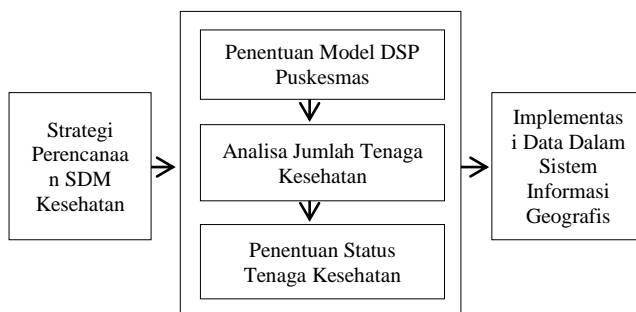 Strategi
Perencanaa
n SDM
Kesehatan
Penentuan Model DSP
Puskesmas
Analisa Jumlah Tenaga
Kesehatan
Penentuan Status
Tenaga Kesehatan
Implementas
i Data Dalam
Sistem
Informasi
Geografis